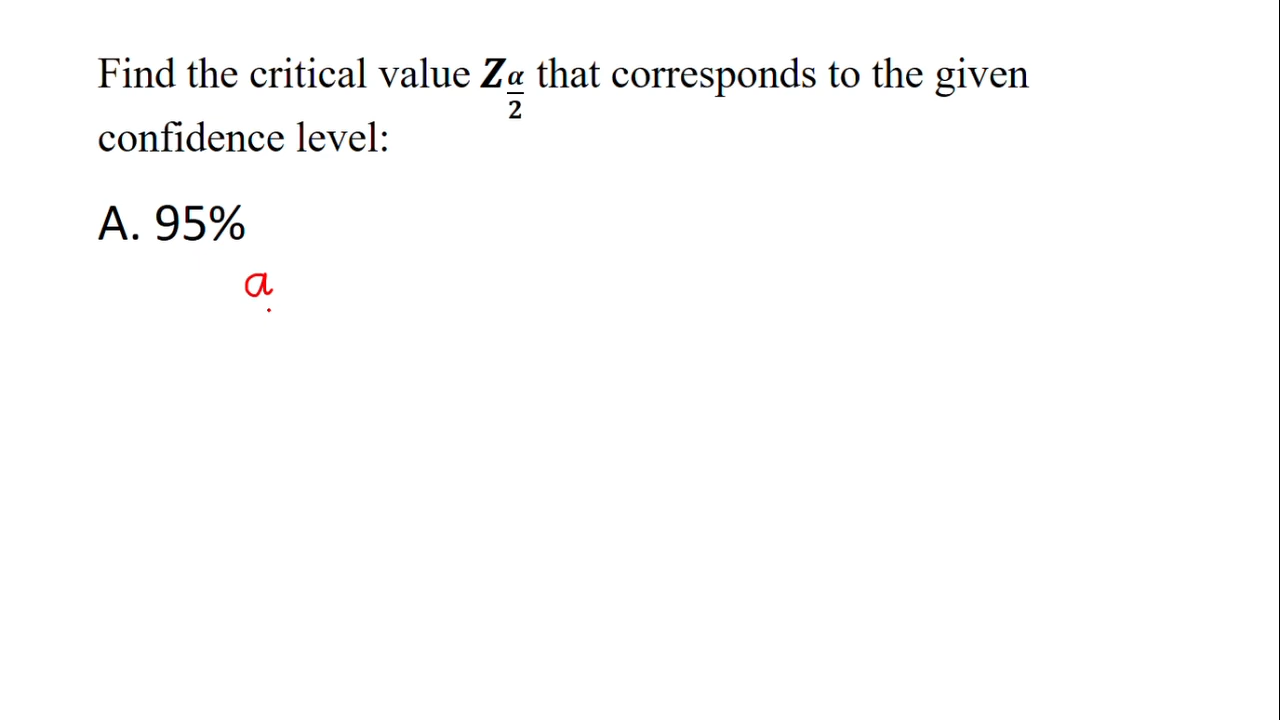 Find the critical value Zα/2 that corresponds to the given
confidence level:
A. 95%
a